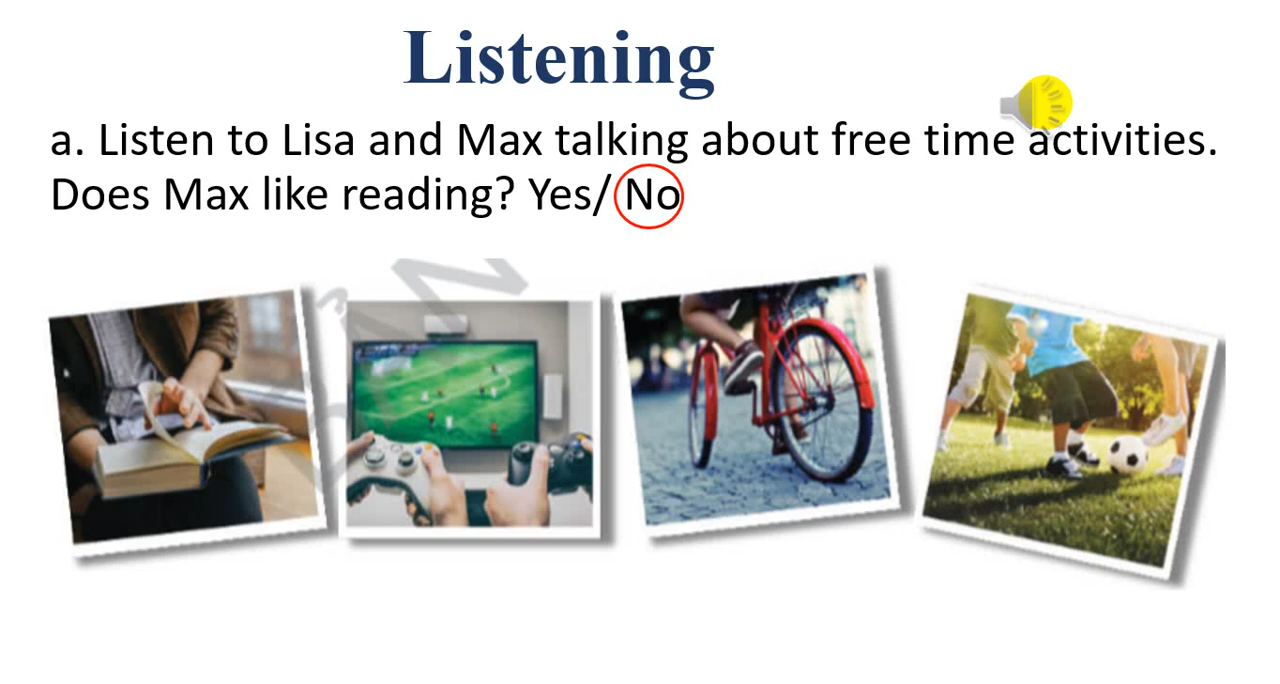 Listening
a. Listen to Lisa and Max talking about free time activities.
Does Max like reading? Yes/ No